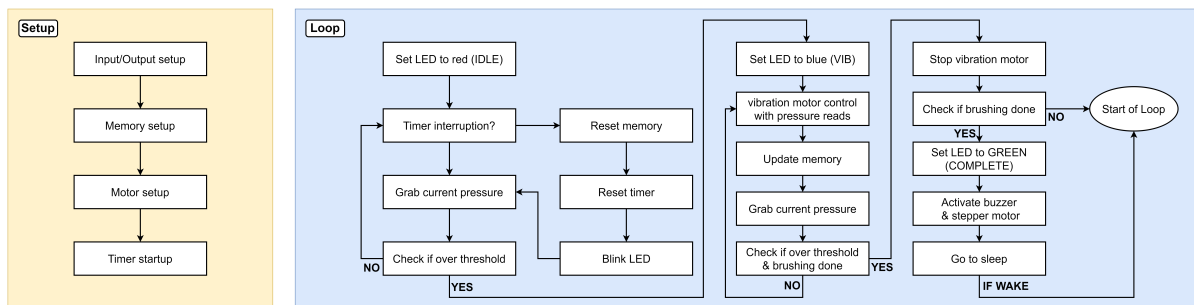 Setup
Input/Output setup
Memory setup
Motor setup
Timer startup
Loop
Set LED to red (IDLE)
Timer interruption?
Grab current pressure
Check if over threshold
NO
YES
Reset memory
Reset timer
Blink LED
Set LED to blue (VIB)
vibration motor control
with pressure reads
Update memory
Grab current pressure
Check if over threshold
& brushing done
NO
YES
Stop vibration motor
Check if brushing done
NO
YES
Set LED to GREEN
(COMPLETE)
Activate buzzer
& stepper motor
Go to sleep
IF WAKE
Start of Loop